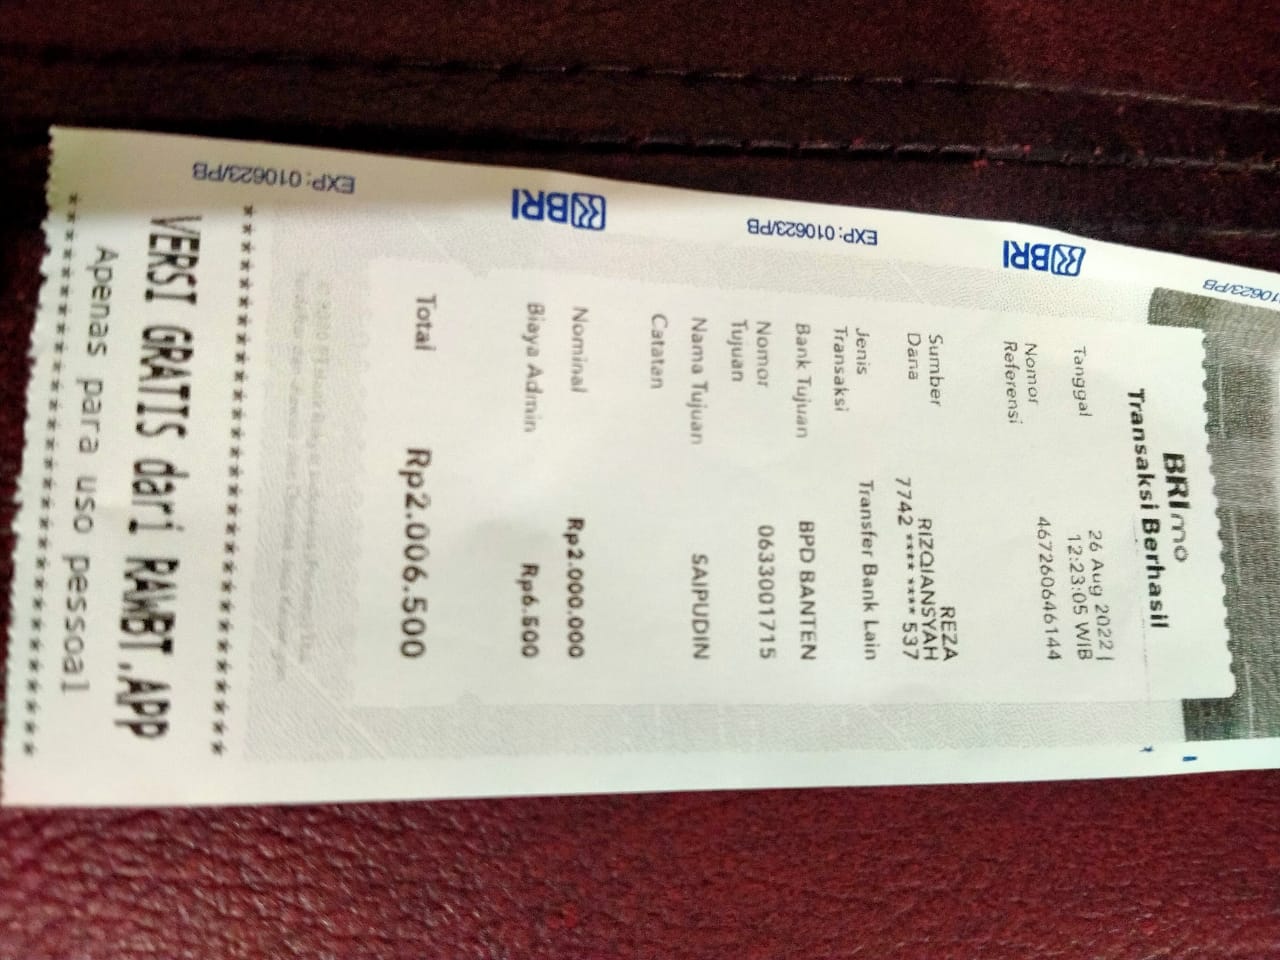 BRImo
Transaksi Berhasil
Tanggal 26 Aug 2022 |
12:23:05 WIB
Nomor 467260646144
Referensi
Sumber REZA
Dana RIZQIANSYAH
7742 **** **** 537
Jenis Transfer Bank Lain
Transaksi
Bank Tujuan BPD BANTEN
Nomor 0633001715
Tujuan
Nama Tujuan SAIPUDIN
Catatan
Nominal Rp2.000.000
Biaya Admin Rp6.500
Total Rp2.006.500
VERSI GRATIS dari RAWBT.APP
Apenas para uso pessoal
10623/PB
BRI
EXP: 010623/PB
BRI
EXP: 010623/PB